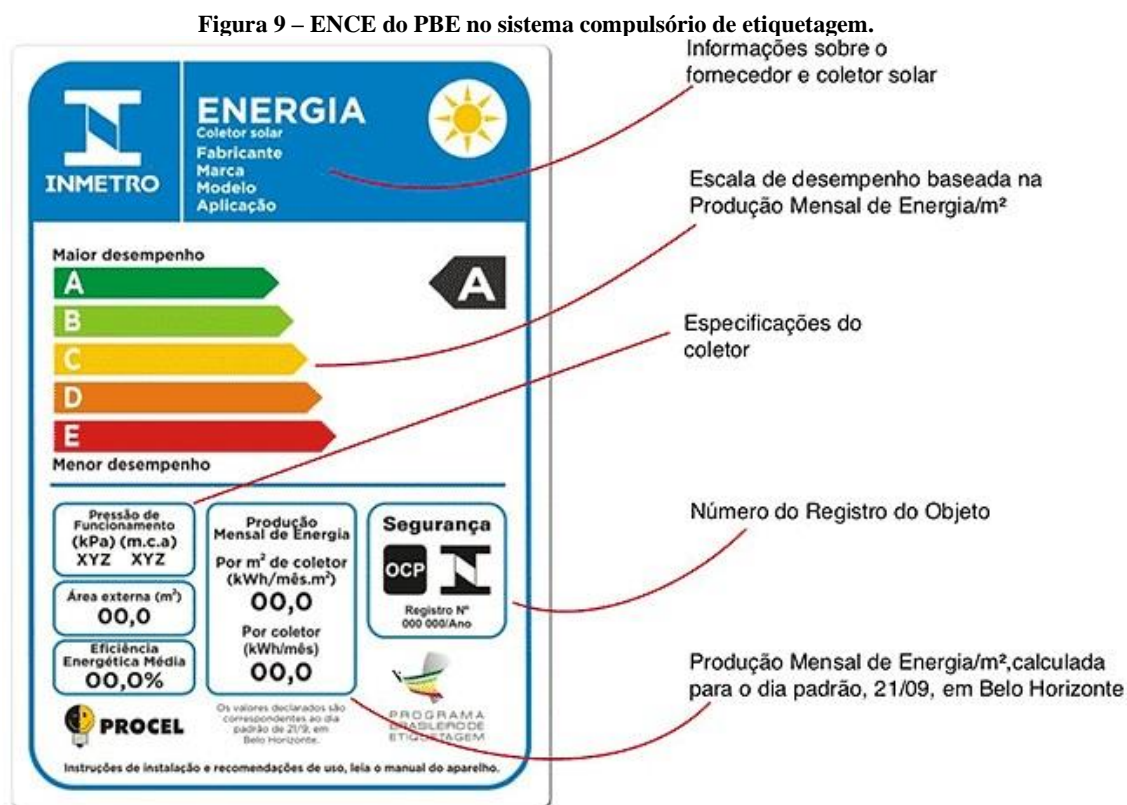 Figura 9 – ENCE do PBE no sistema compulsório de etiquetagem.
Informações sobre o
fornecedor e coletor solar
ENERGIA
Coletor solar
Fabricante
Marca
Modelo
Aplicação
INMETRO
Escala de desempenho baseada na
Produção Mensal de Energia/m²
Maior desempenho
A
A
B
C
D
E
Menor desempenho
Especificações do
coletor
Pressão de
Funcionamento
(kPa) (m.c.a)
XYZ XYZ
Área externa (m²)
00,0
Eficiência
Energética Média
00,0%
Produção
Mensal de Energia
Por m² de coletor
(kWh/mês.m²)
00,0
Por coletor
(kWh/mês)
00,0
Segurança
OCP
Registro Nº
000 000/Ano
Número do Registro do Objeto
Produção Mensal de Energia/m²,calculada
para o dia padrão, 21/09, em Belo Horizonte
PROCEL
Os valores declarados são
correspondentes ao dia
padrão de 21/9, em
Belo Horizonte.
PROGRAMA
BRASILEIRO DE
ETIQUETAGEM
Instruções de instalação e recomendações de uso, leia o manual do aparelho.